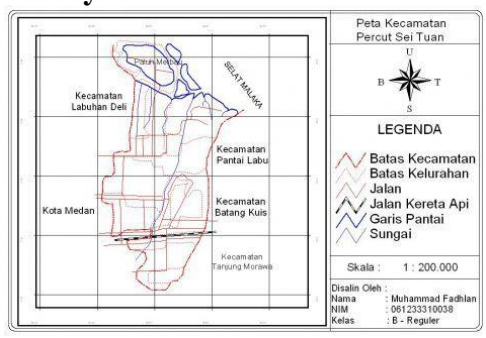 Peta Kecamatan
Percut Sei Tuan
U
B
T
S
LEGENDA
Batas Kecamatan
Batas Kelurahan
Jalan
Jalan Kereta Api
Garis Pantai
Sungai
Skala : 1 : 200.000
Disalin Oleh :
Nama : Muhammad Fadhlan
NIM : 061233310038
Kelas : B - Reguler
SELAT MALAKA
Kecamatan
Labuhan Deli
Kecamatan
Pantai Labu
Kota Medan
Kecamatan
Batang Kuis
Kecamatan
Tanjung Morawa